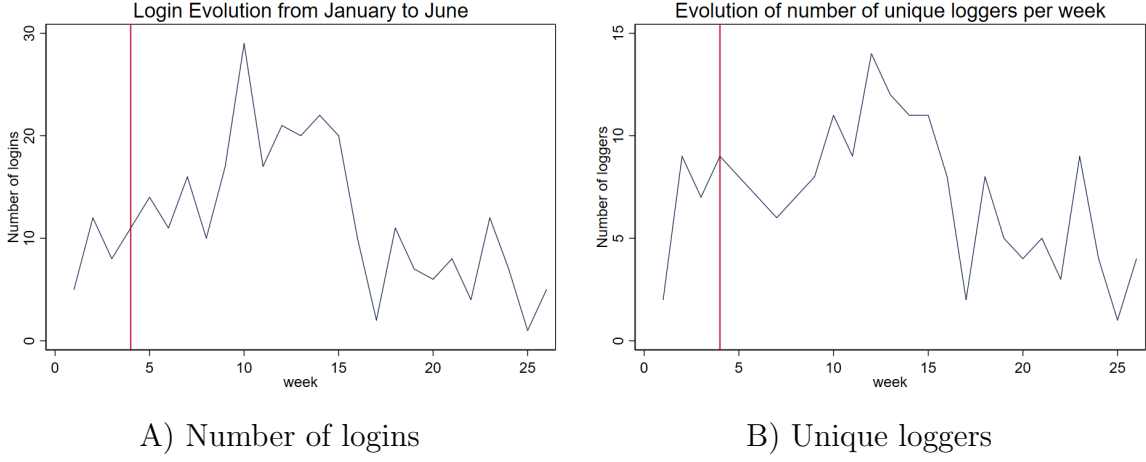 Login Evolution from January to June
Number of logins
30
20
10
0
0 5 10 15 20 25
week
A) Number of logins
Evolution of number of unique loggers per week
Number of loggers
15
10
5
0
0 5 10 15 20 25
week
B) Unique loggers